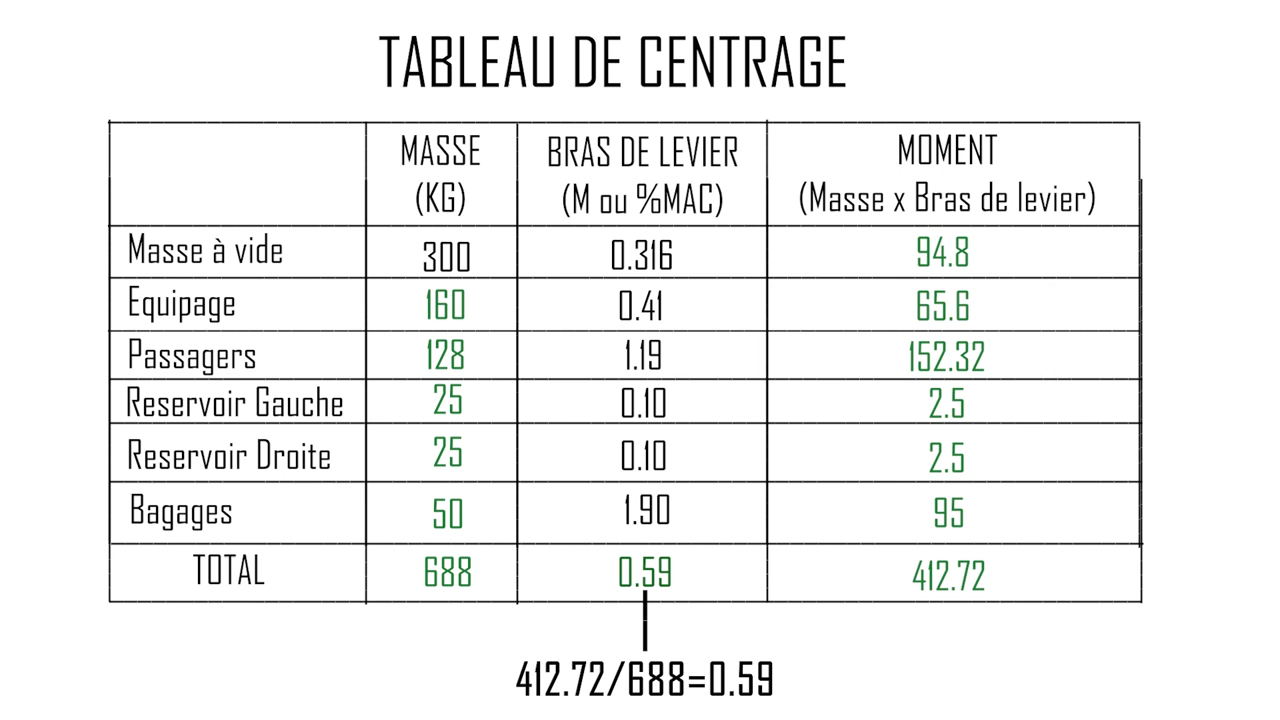 TABLEAU DE CENTRAGE
MASSE (KG) BRAS DE LEVIER (M ou %MAC) MOMENT (Masse x Bras de levier)
Masse à vide 300 0.316 94.8
Equipage 160 0.41 65.6
Passagers 128 1.19 152.32
Reservoir Gauche 25 0.10 2.5
Reservoir Droite 25 0.10 2.5
Bagages 50 1.90 95
TOTAL 688 0.59 412.72
412.72/688=0.59